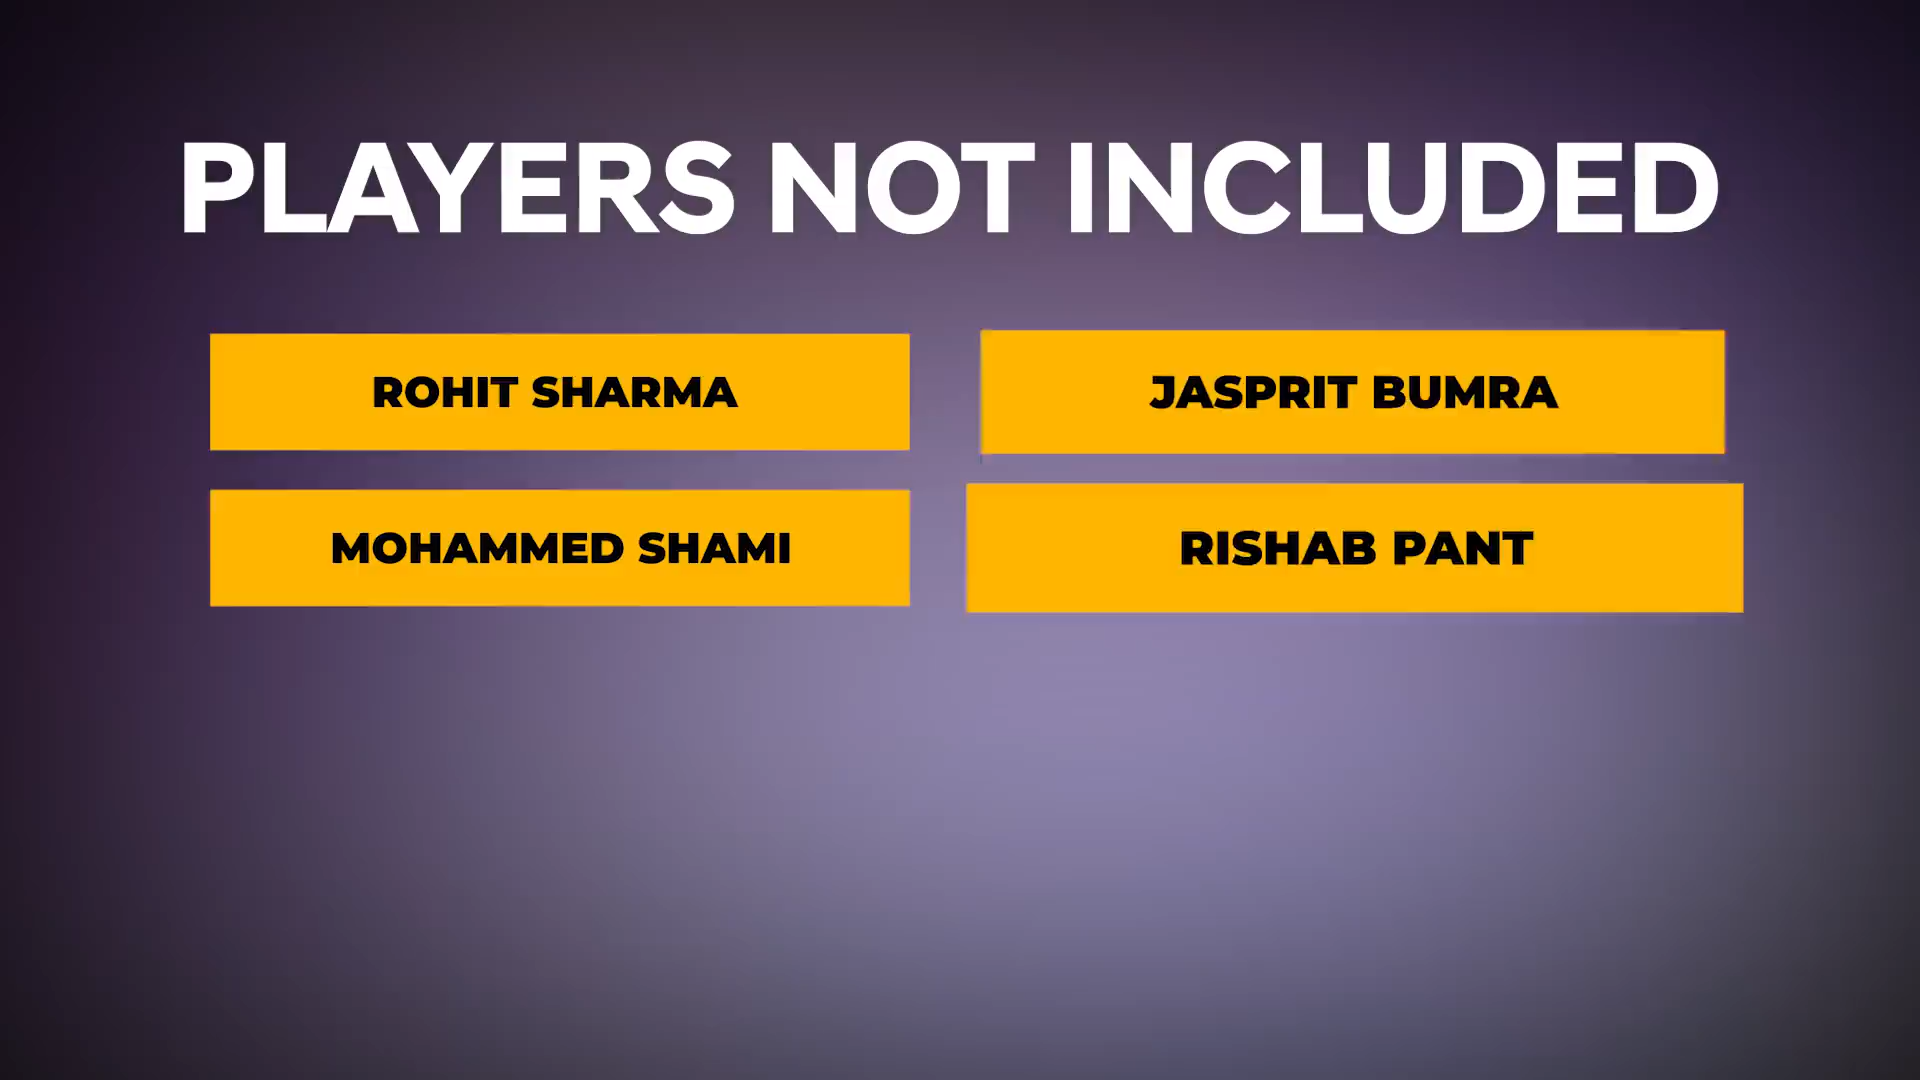 PLAYERS NOT INCLUDED
ROHIT SHARMA
JASPRIT BUMRA
MOHAMMED SHAMI
RISHAB PANT